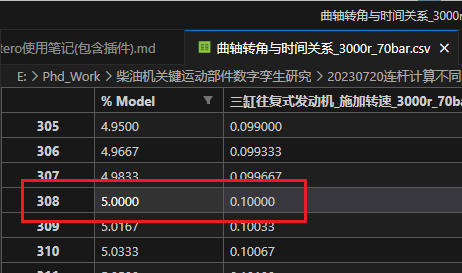 曲轴转角与时间关系_3000r
tero使用笔记(包含插件).md
曲轴转角与时间关系_3000r_70bar.csv
E: > Phd_Work > 柴油机关键运动部件数字孪生研究 > 20230720连杆计算不同
% Model 三缸往复式发动机_施加转速_3000r_70ba
305 4.9500 0.099000
306 4.9667 0.099333
307 4.9833 0.099667
308 5.0000 0.10000
309 5.0167 0.10033
310 5.0333 0.10067